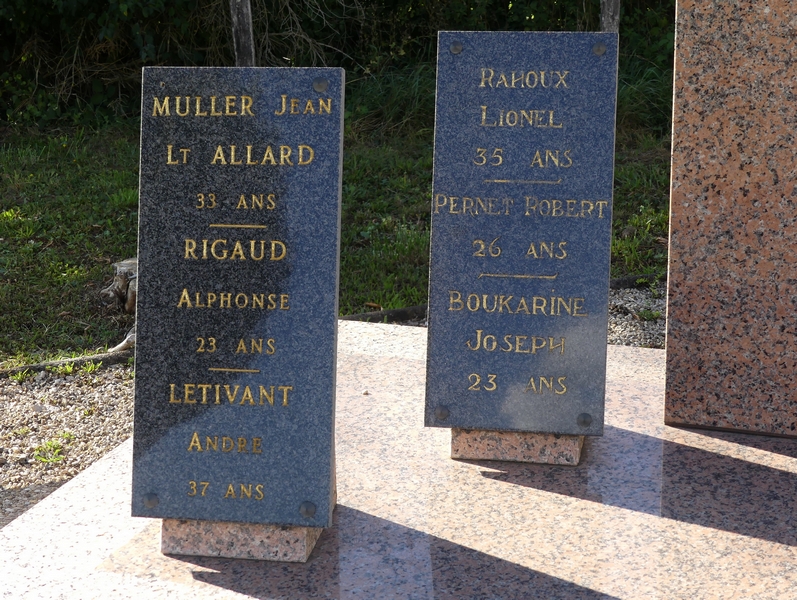 MULLER JEAN
LT ALLARD
33 ANS
RIGAUD
ALPHONSE
23 ANS
LETIVANT
ANDRE
37 ANS
RAHOUX
LIONEL
35 ANS
PERNET ROBERT
26 ANS
BOUKARINE
JOSEPH
23 ANS